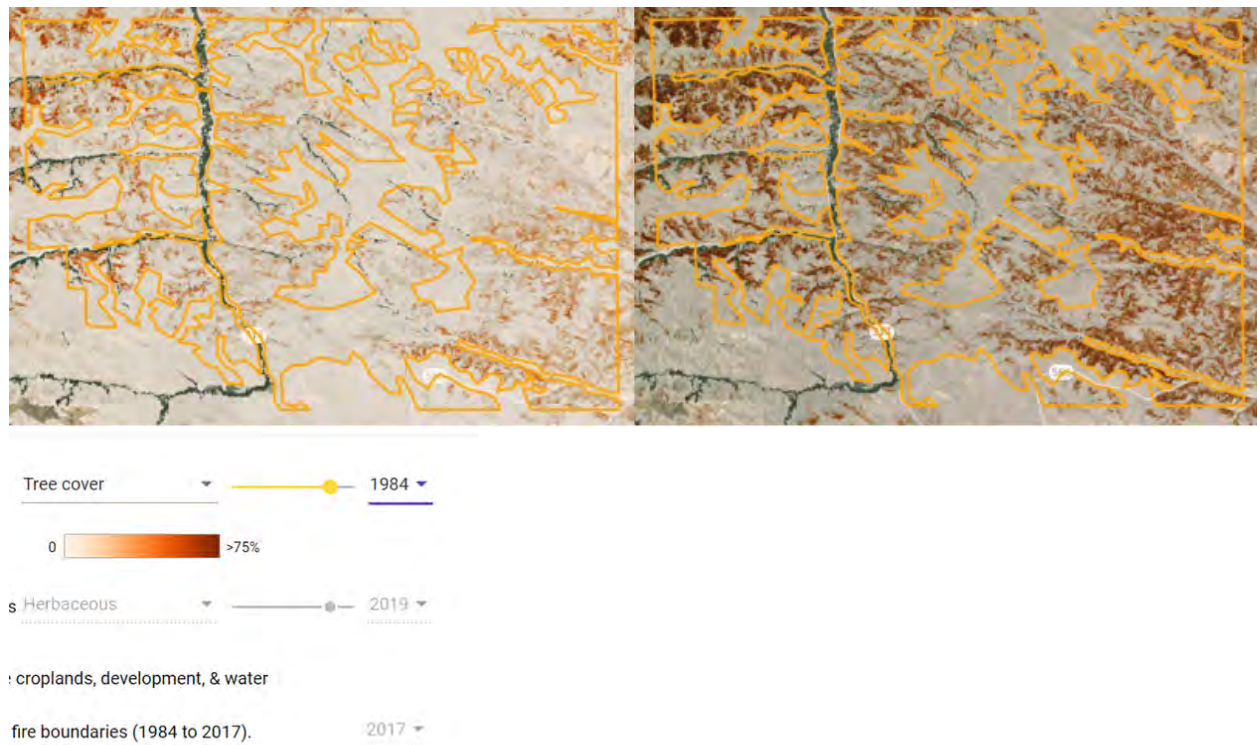 Tree cover 1984
0 >75%
s Herbaceous 2019
croplands, development, & water
fire boundaries (1984 to 2017). 2017